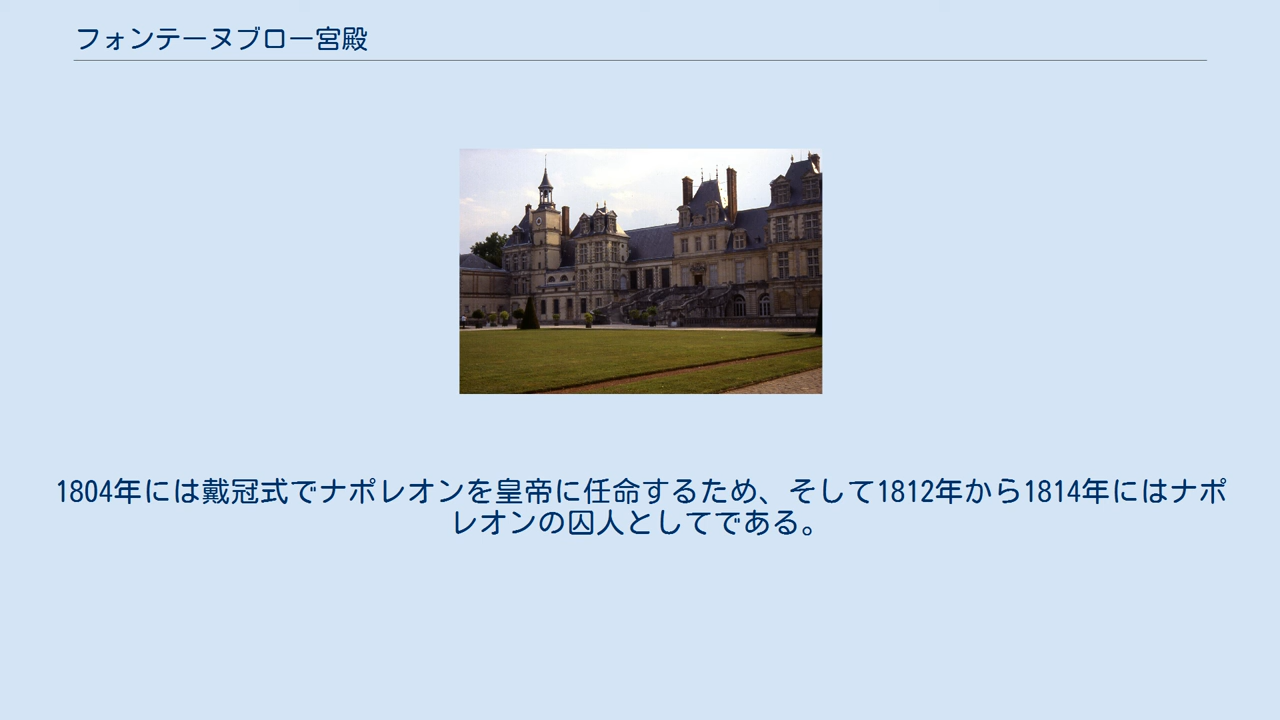 フォンテーヌブロー宮殿
1804年には戴冠式でナポレオンを皇帝に任命するため、そして1812年から1814年にはナポ
レオンの囚人としてである。